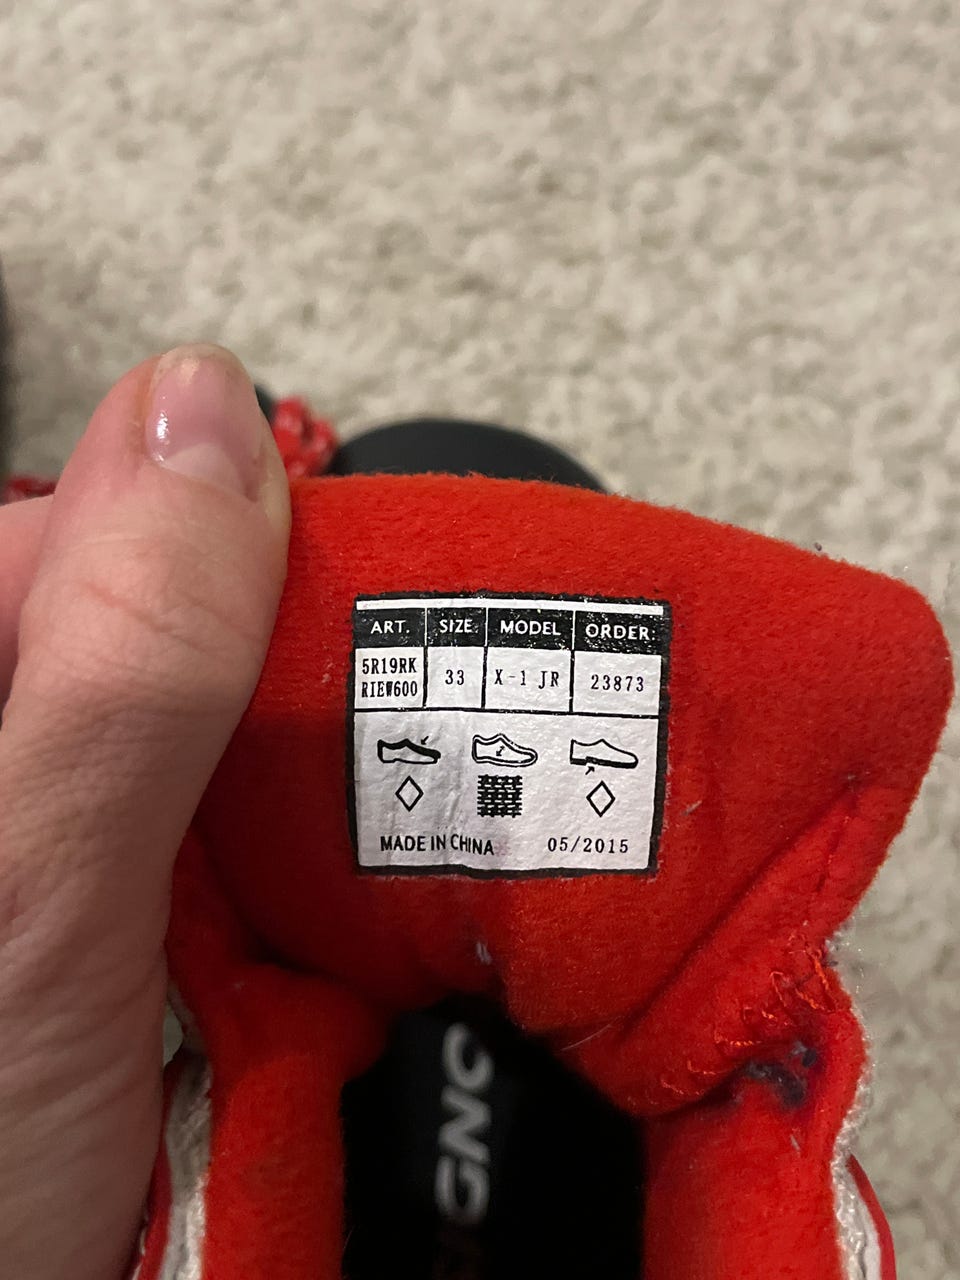 ART. SIZE MODEL ORDER:
5R19RK
RIEW600 33 X-1 JR 23873
MADE IN CHINA 05/2015